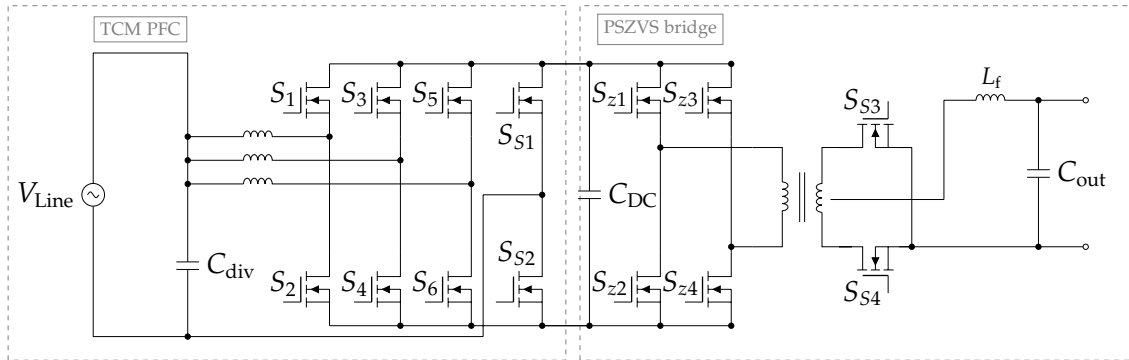 TCM PFC
PSZVS bridge
S1
S3
S5
SS1
Sz1
Sz3
SS3
Lf
VLine
CDC
Cout
Cdiv
S2
S4
S6
SS2
Sz2
Sz4
SS4